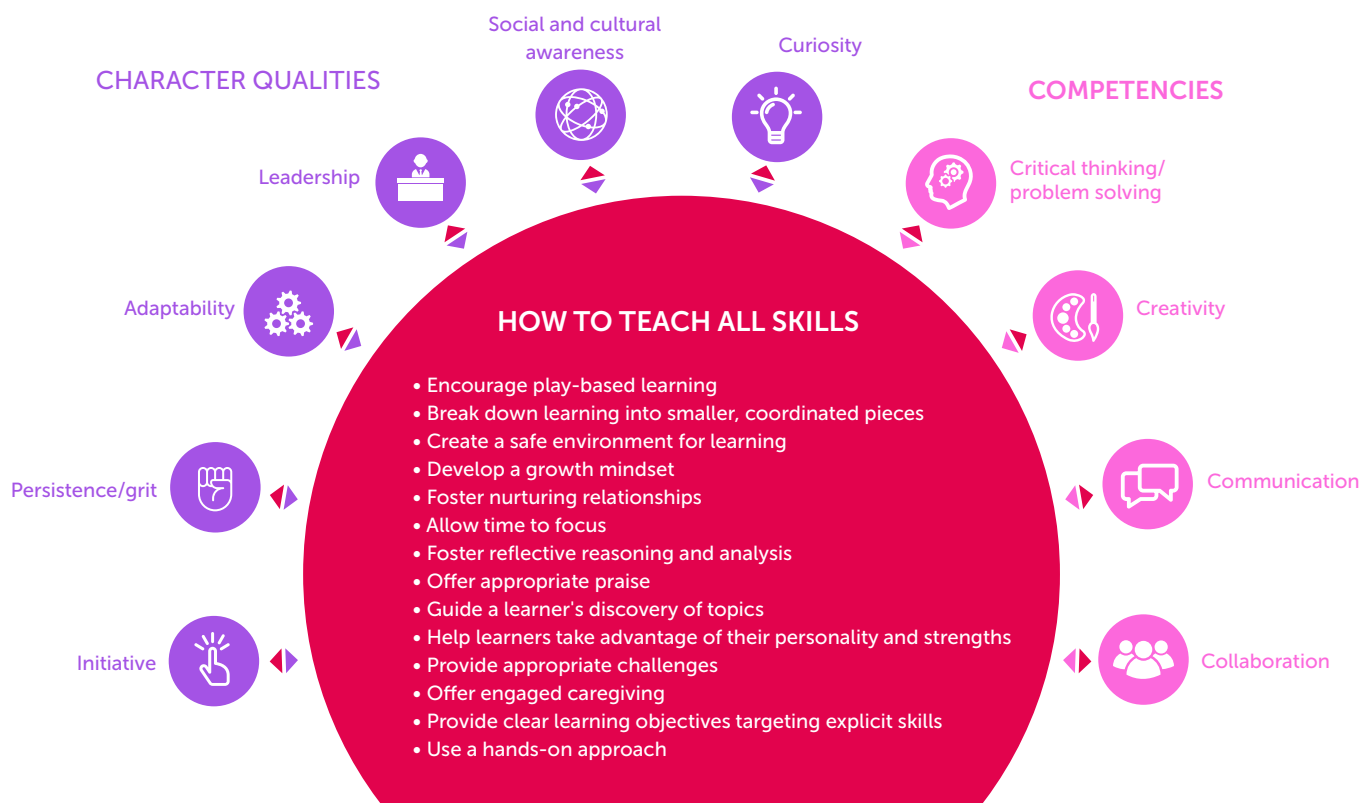 Social and cultural
awareness
Curiosity
CHARACTER QUALITIES
COMPETENCIES
Leadership
Critical thinking/
problem solving
Adaptability
Creativity
Persistence/grit
Communication
Initiative
Collaboration
HOW TO TEACH ALL SKILLS
• Encourage play-based learning
• Break down learning into smaller, coordinated pieces
• Create a safe environment for learning
• Develop a growth mindset
• Foster nurturing relationships
• Allow time to focus
• Foster reflective reasoning and analysis
• Offer appropriate praise
• Guide a learner's discovery of topics
• Help learners take advantage of their personality and strengths
• Provide appropriate challenges
• Offer engaged caregiving
• Provide clear learning objectives targeting explicit skills
• Use a hands-on approach